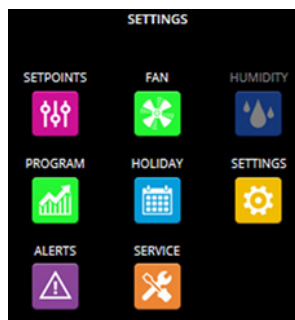 SETTINGS
SETPOINTS FAN HUMIDITY
PROGRAM HOLIDAY SETTINGS
ALERTS SERVICE